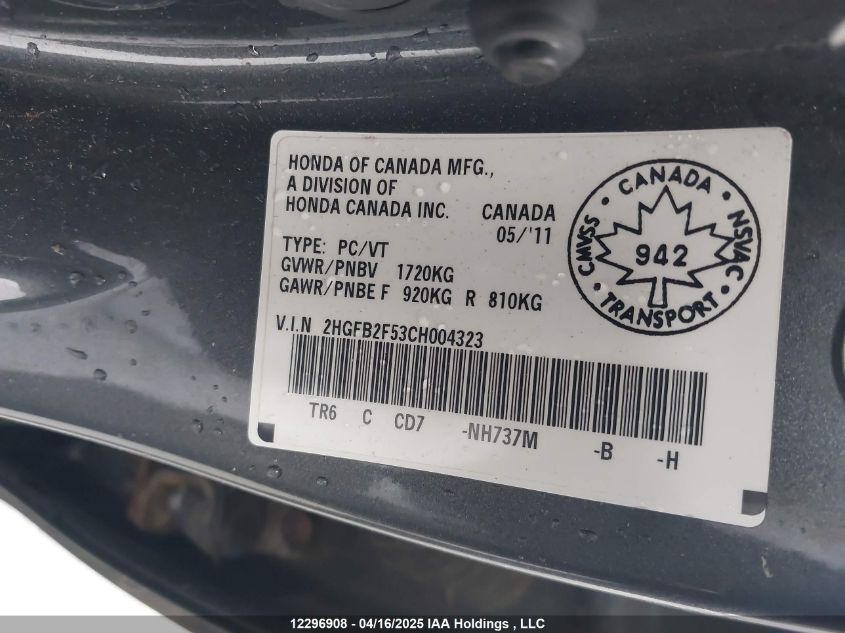 HONDA OF CANADA MFG.,
A DIVISION OF
HONDA CANADA INC. CANADA
05/'11
TYPE: PC/VT
GVWR/PNBV 1720KG
GAWR/PNBE F 920KG R 810KG
V.I.N 2HGFB2F53CH004323
TR6 C CD7 -NH737M -B -H
CANADA
CMVSS 942 NSVAC
TRANSPORT
12296908 - 04/16/2025 IAA Holdings , LLC